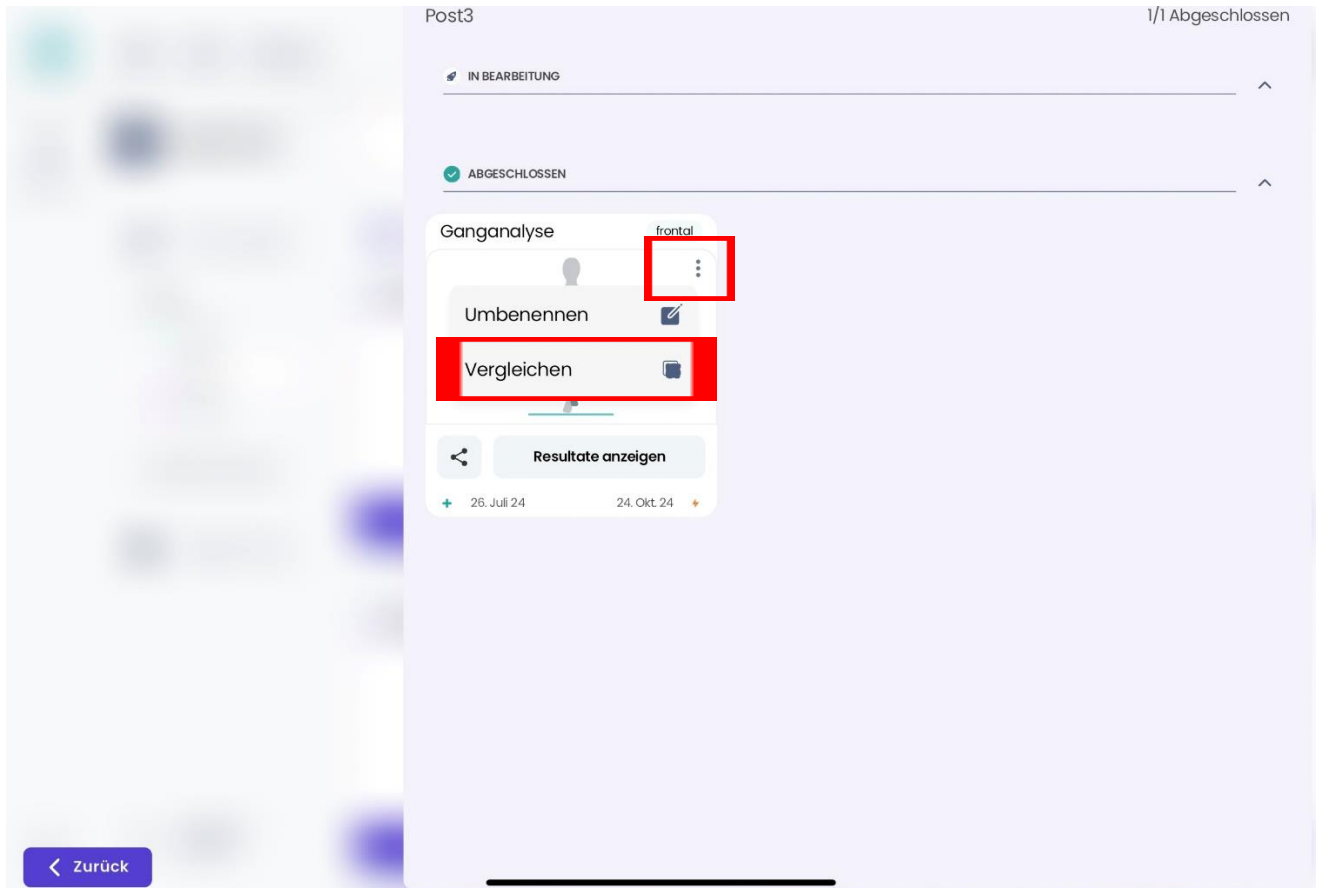 Post3 1/1 Abgeschlossen
IN BEARBEITUNG
ABGESCHLOSSEN
Ganganalyse frontal
Umbenennen
Vergleichen
Resultate anzeigen
26. Juli 24 24. Okt. 24
Zurück